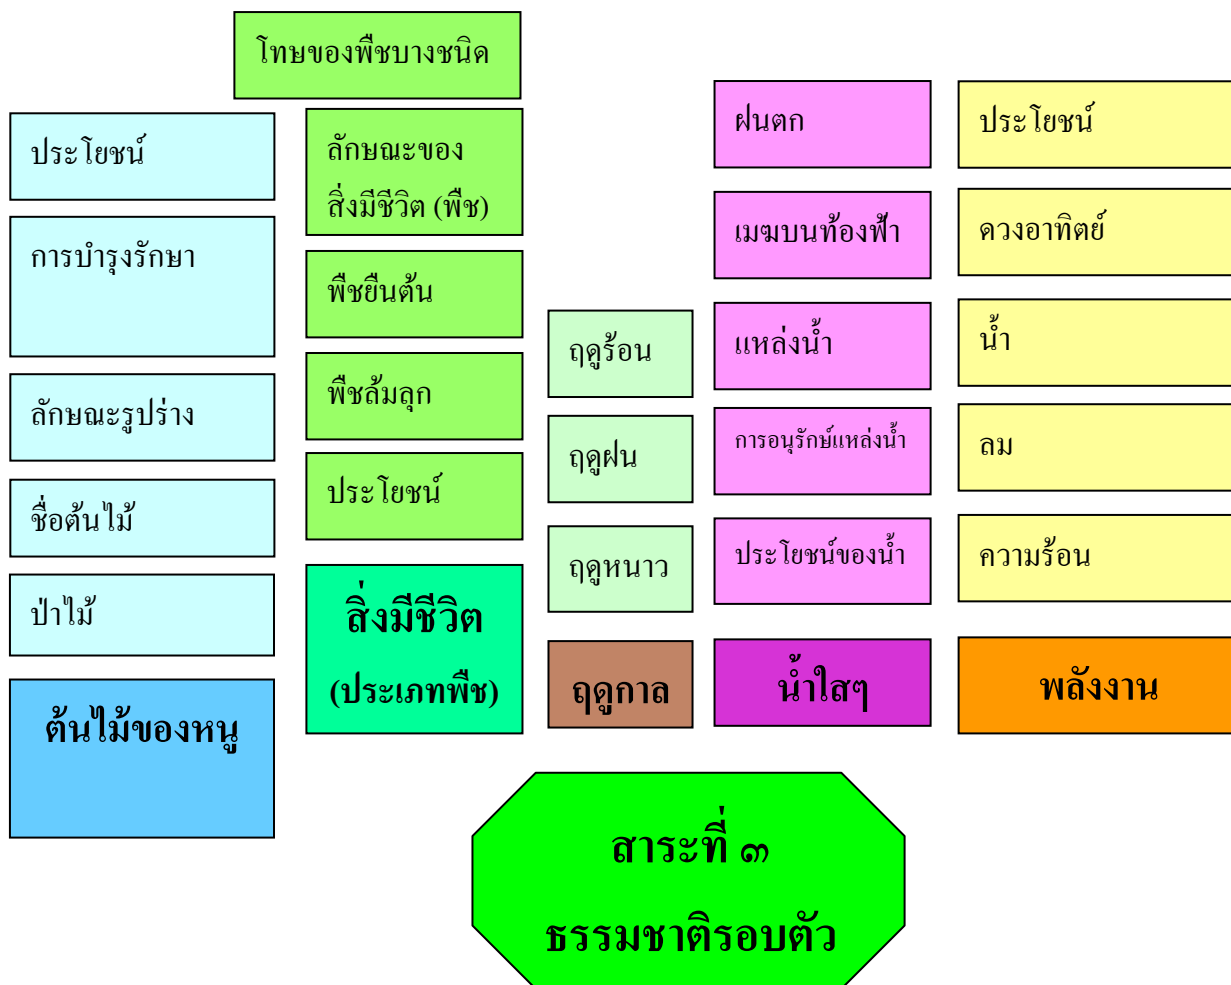 โทษของพืชบางชนิด
ประโยชน์
การบำรุงรักษา
ลักษณะรูปร่าง
ชื่อต้นไม้
ป่าไม้
ต้นไม้ของหนู
ลักษณะของ
สิ่งมีชีวิต (พืช)
พืชยืนต้น
พืชล้มลุก
ประโยชน์
สิ่งมีชีวิต
(ประเภทพืช)
ฤดูร้อน
ฤดูฝน
ฤดูหนาว
ฤดูกาล
ฝนตก
เมฆบนท้องฟ้า
แหล่งน้ำ
การอนุรักษ์แหล่งน้ำ
ประโยชน์ของน้ำ
น้ำใสๆ
ประโยชน์
ดวงอาทิตย์
น้ำ
ลม
ความร้อน
พลังงาน
สาระที่ ๓
ธรรมชาติรอบตัว